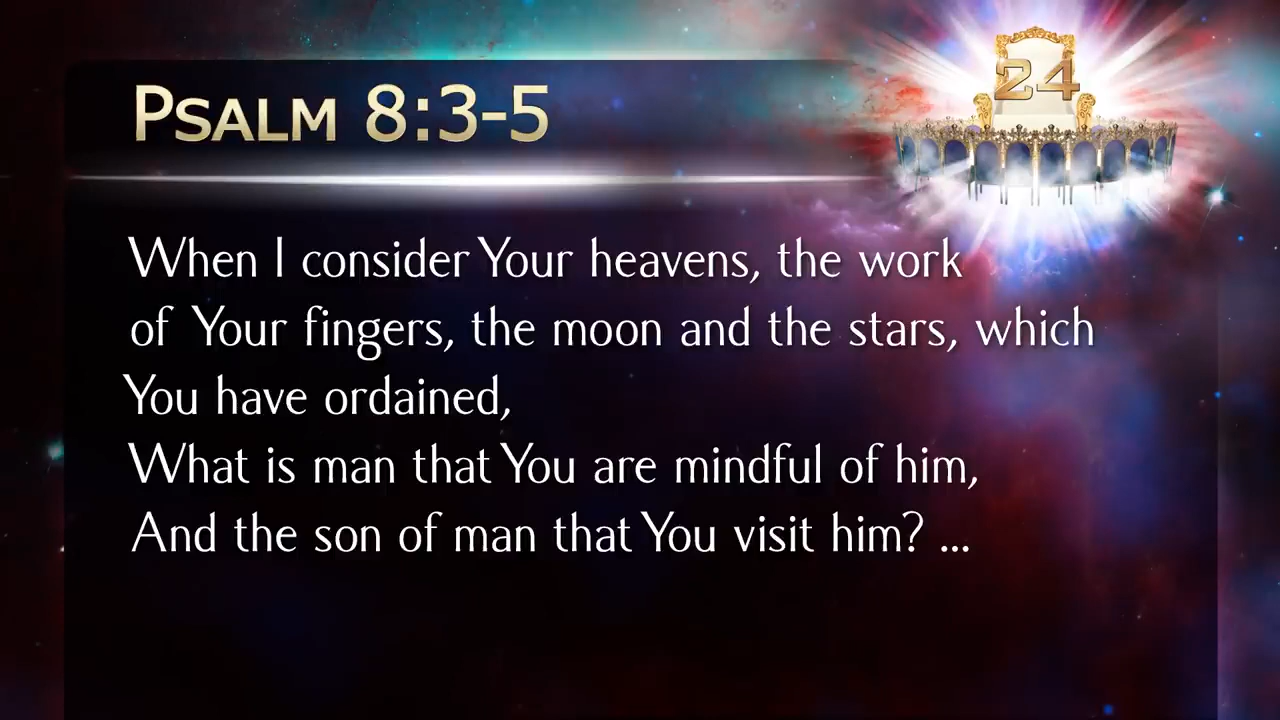 24
Psalm 8:3-5
When I consider Your heavens, the work
of Your fingers, the moon and the stars, which
You have ordained,
What is man that You are mindful of him,
And the son of man that You visit him? ...